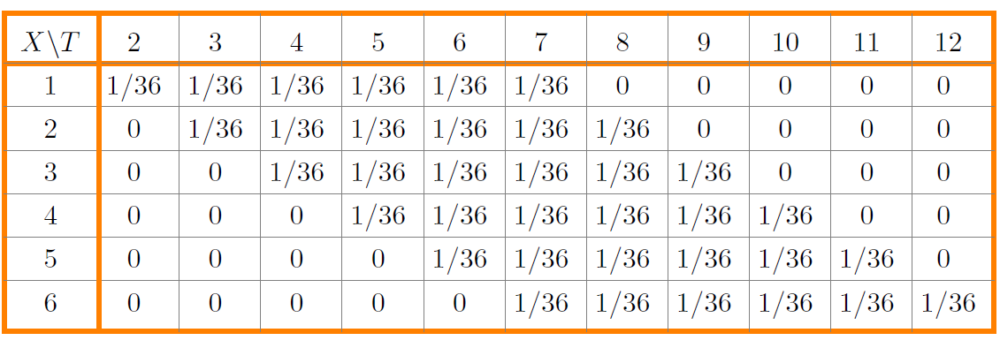 X\T 2 3 4 5 6 7 8 9 10 11 12
1 1/36 1/36 1/36 1/36 1/36 1/36 0 0 0 0 0
2 0 1/36 1/36 1/36 1/36 1/36 1/36 0 0 0 0
3 0 0 1/36 1/36 1/36 1/36 1/36 1/36 0 0 0
4 0 0 0 1/36 1/36 1/36 1/36 1/36 1/36 0 0
5 0 0 0 0 1/36 1/36 1/36 1/36 1/36 1/36 0
6 0 0 0 0 0 1/36 1/36 1/36 1/36 1/36 1/36